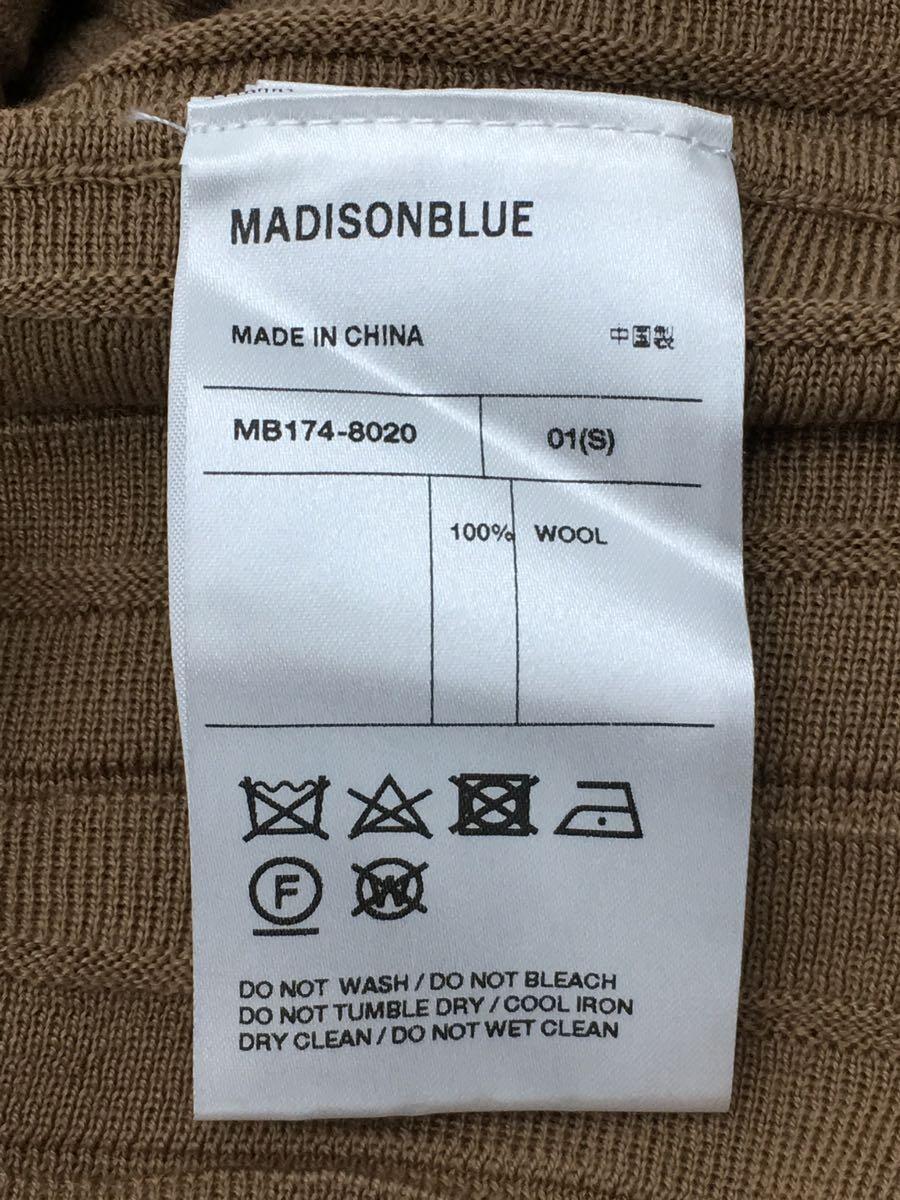 MADISONBLUE
MADE IN CHINA 中国製
MB174-8020 01(S)
100% WOOL
F
W
DO NOT WASH / DO NOT BLEACH
DO NOT TUMBLE DRY / COOL IRON
DRY CLEAN / DO NOT WET CLEAN